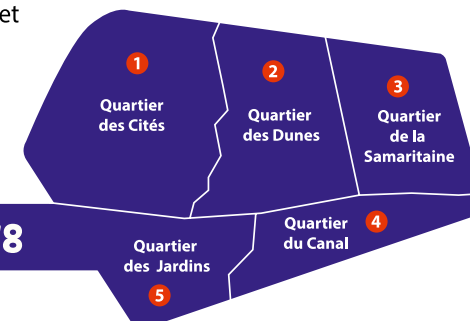 et
1
Quartier
des Cités
2
Quartier
des Dunes
3
Quartier
de la
Samaritaine
4
Quartier
du Canal
8
Quartier
des Jardins
5